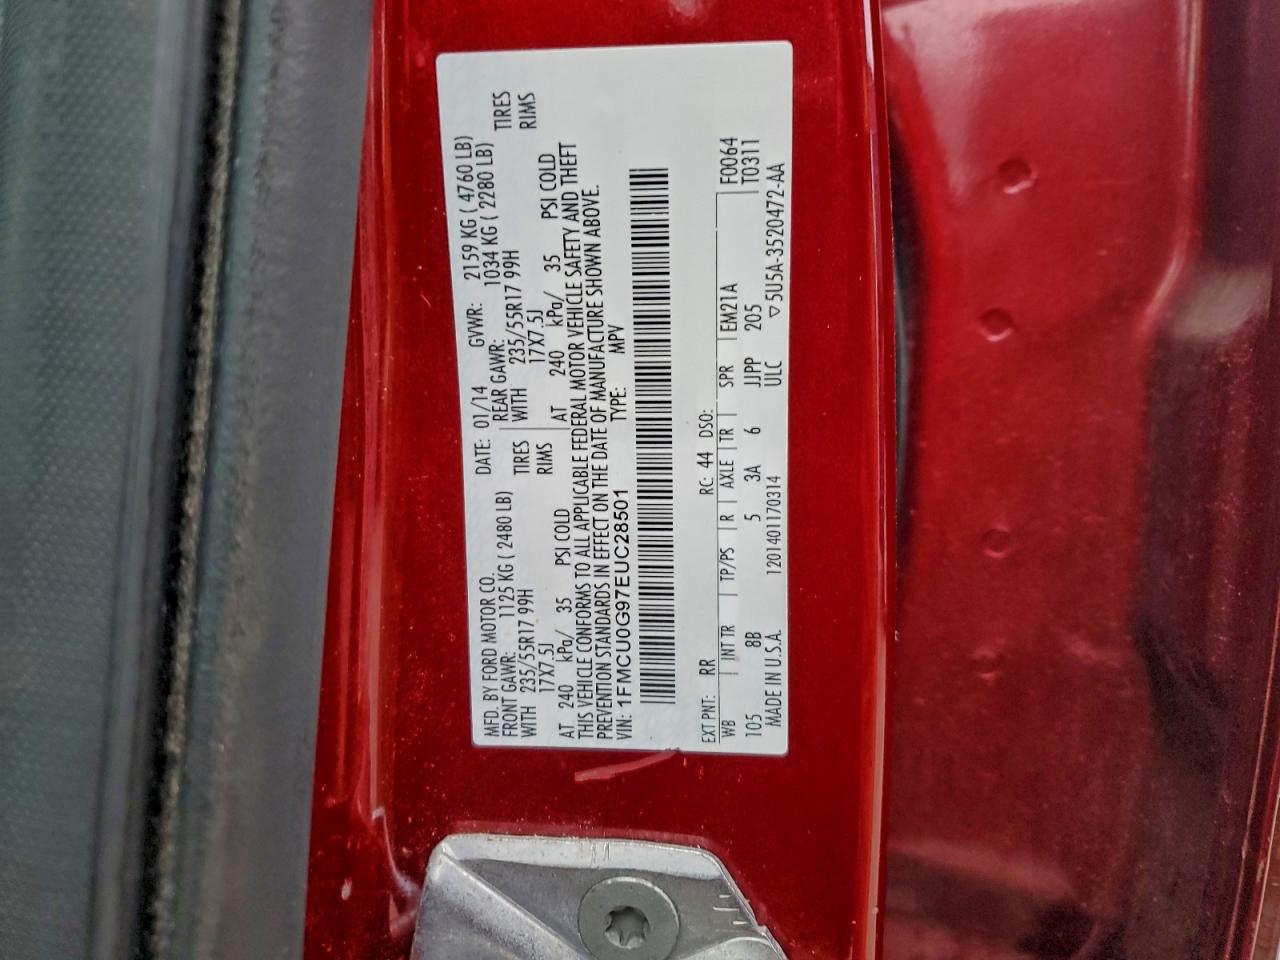 MFD. BY FORD MOTOR CO. DATE: 01/14 GVWR: 2159 KG ( 4760 LB)
FRONT GAWR: 1125 KG ( 2480 LB) REAR GAWR: 1034 KG ( 2280 LB)
WITH 235/55R17 99H TIRES WITH 235/55R17 99H TIRES
17X7.5J RIMS 17X7.5J RIMS
AT 240 kPa/ 35 PSI COLD AT 240 kPa/ 35 PSI COLD
THIS VEHICLE CONFORMS TO ALL APPLICABLE FEDERAL MOTOR VEHICLE SAFETY AND THEFT
PREVENTION STANDARDS IN EFFECT ON THE DATE OF MANUFACTURE SHOWN ABOVE.
VIN: 1FMCU0G97EUC28501 TYPE: MPV
EXT PNT: RR RC: 44 DSO:
WB INT TR TP/PS R AXLE TR SPR EM21A F0064
105 8B 5 3A 6 JJPP 205 T0311
MADE IN U.S.A. 1201401170314 ULC ▽5U5A-3520472-AA